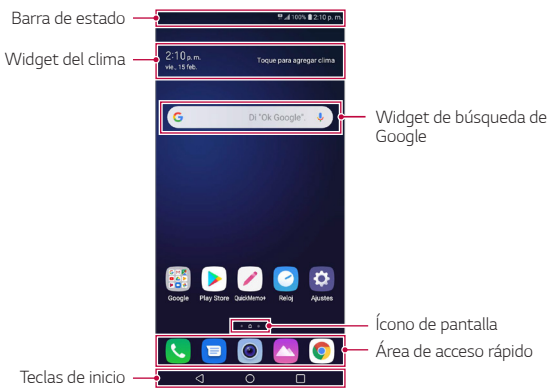 Barra de estado
100% 2:10 p. m.
Widget del clima
2:10 p. m.
vie., 15 feb.
Toque para agregar clima
Di "Ok Google".
Widget de búsqueda de
Google
Google Play Store QuickMemo+ Reloj Ajustes
Ícono de pantalla
Área de acceso rápido
Teclas de inicio